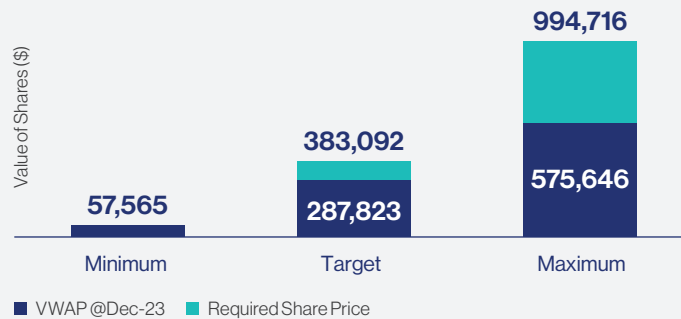 994,716
Value of Shares ($)
383,092
575,646
57,565
287,823
Minimum
Target
Maximum
VWAP @Dec-23
Required Share Price